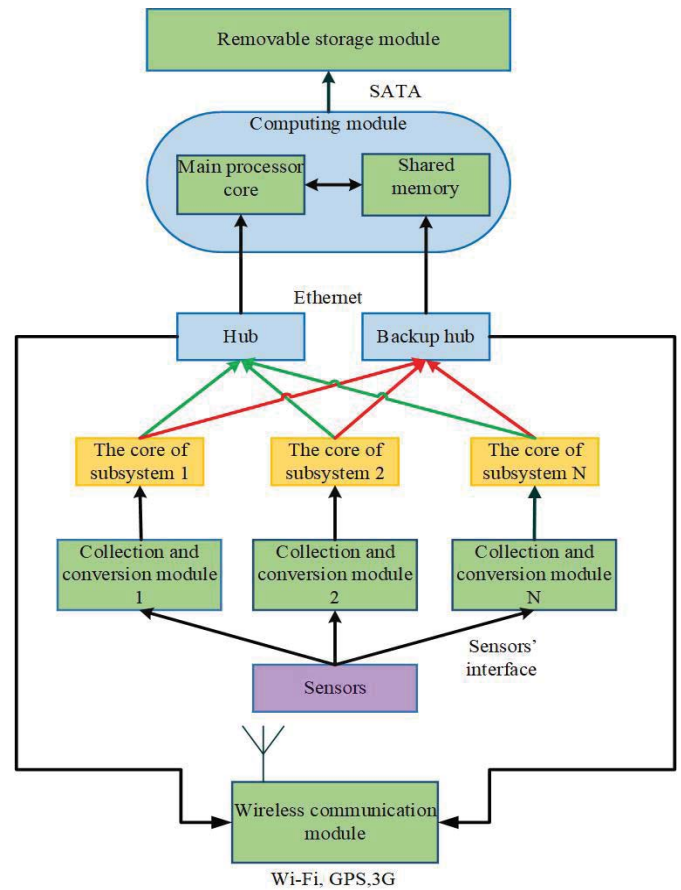 Removable storage module
SATA
Computing module
Main processor
core
Shared
memory
Ethernet
Hub
Backup hub
The core of
subsystem 1
The core of
subsystem 2
The core of
subsystem N
Collection and
conversion module
1
Collection and
conversion module
2
Collection and
conversion module
N
Sensors’
interface
Sensors
Wireless communication
module
Wi-Fi, GPS,3G